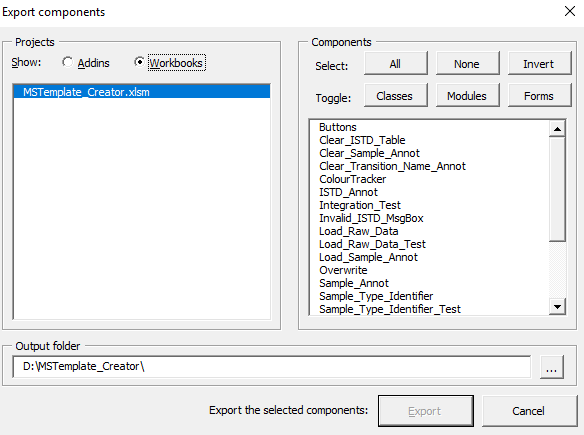 Export components
Projects
Show: Addins Workbooks
MSTemplate_Creator.xlsm
Components
Select: All None Invert
Toggle: Classes Modules Forms
Buttons
Clear_ISTD_Table
Clear_Sample_Annot
Clear_Transition_Name_Annot
ColourTracker
ISTD_Annot
Integration_Test
Invalid_ISTD_MsgBox
Load_Raw_Data
Load_Raw_Data_Test
Load_Sample_Annot
Overwrite
Sample_Annot
Sample_Type_Identifier
Sample_Type_Identifier_Test
Output folder
D:\MSTemplate_Creator\
...
Export the selected components: Export Cancel